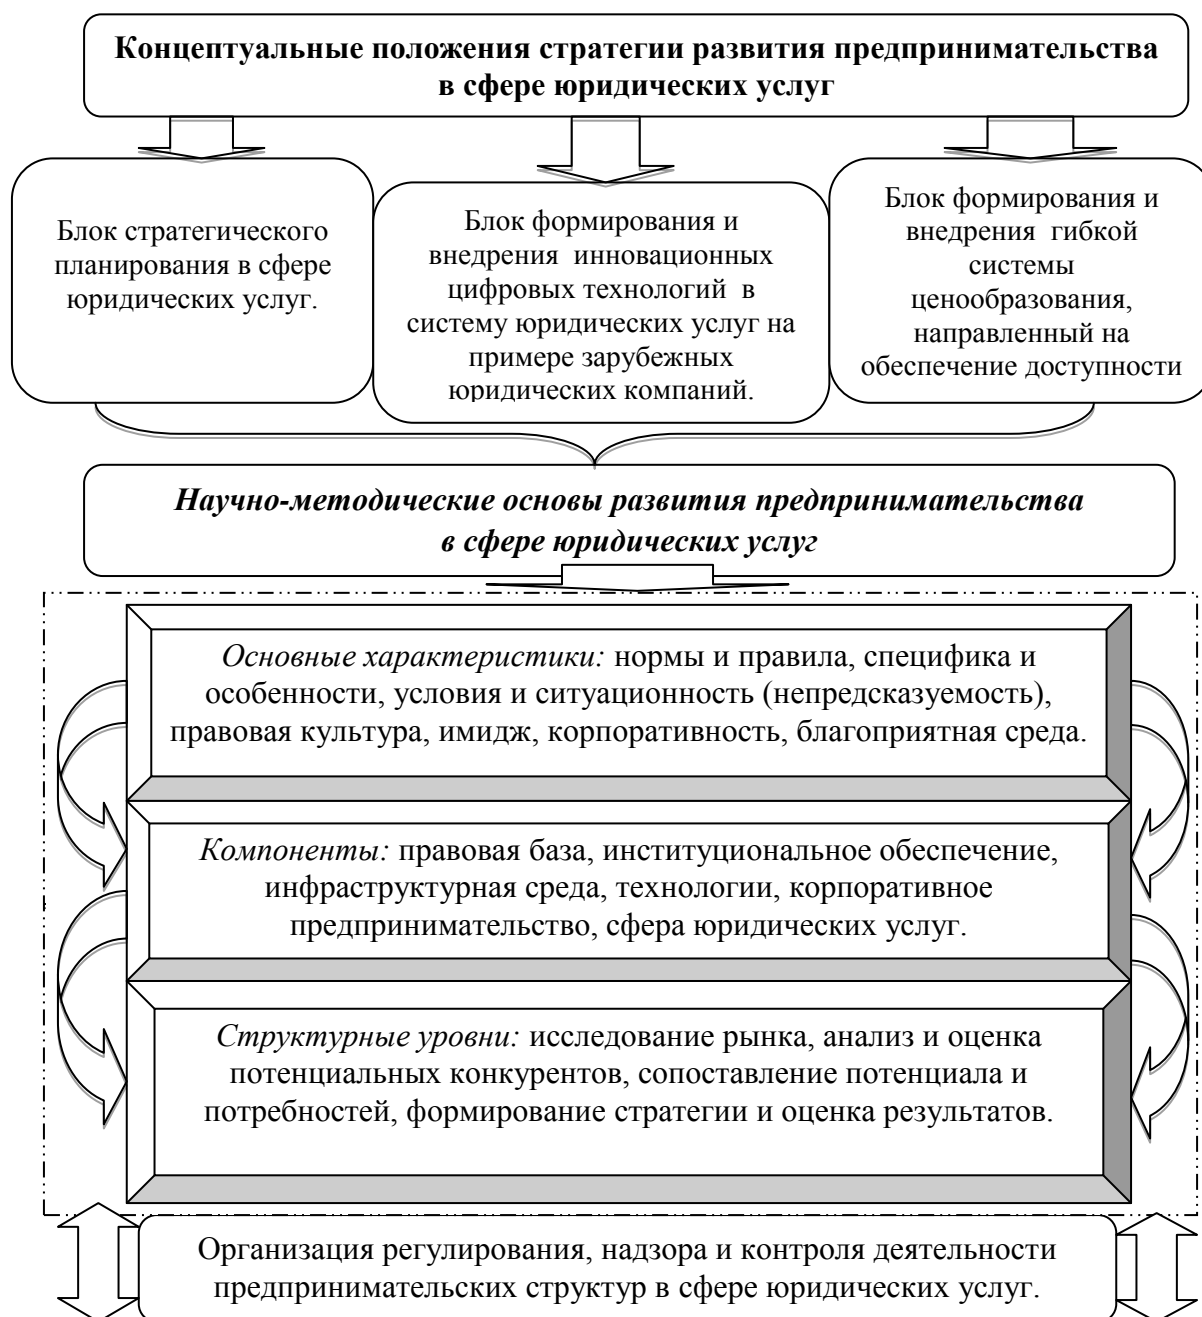 Концептуальные положения стратегии развития предпринимательства
в сфере юридических услуг
Блок стратегического
планирования в сфере
юридических услуг.
Блок формирования и
внедрения инновационных
цифровых технологий в
систему юридических услуг на
примере зарубежных
юридических компаний.
Блок формирования и
внедрения гибкой
системы
ценообразования,
направленный на
обеспечение доступности
Научно-методические основы развития предпринимательства
в сфере юридических услуг
Основные характеристики: нормы и правила, специфика и
особенности, условия и ситуационность (непредсказуемость),
правовая культура, имидж, корпоративность, благоприятная среда.
Компоненты: правовая база, институциональное обеспечение,
инфраструктурная среда, технологии, корпоративное
предпринимательство, сфера юридических услуг.
Структурные уровни: исследование рынка, анализ и оценка
потенциальных конкурентов, сопоставление потенциала и
потребностей, формирование стратегии и оценка результатов.
Организация регулирования, надзора и контроля деятельности
предпринимательских структур в сфере юридических услуг.